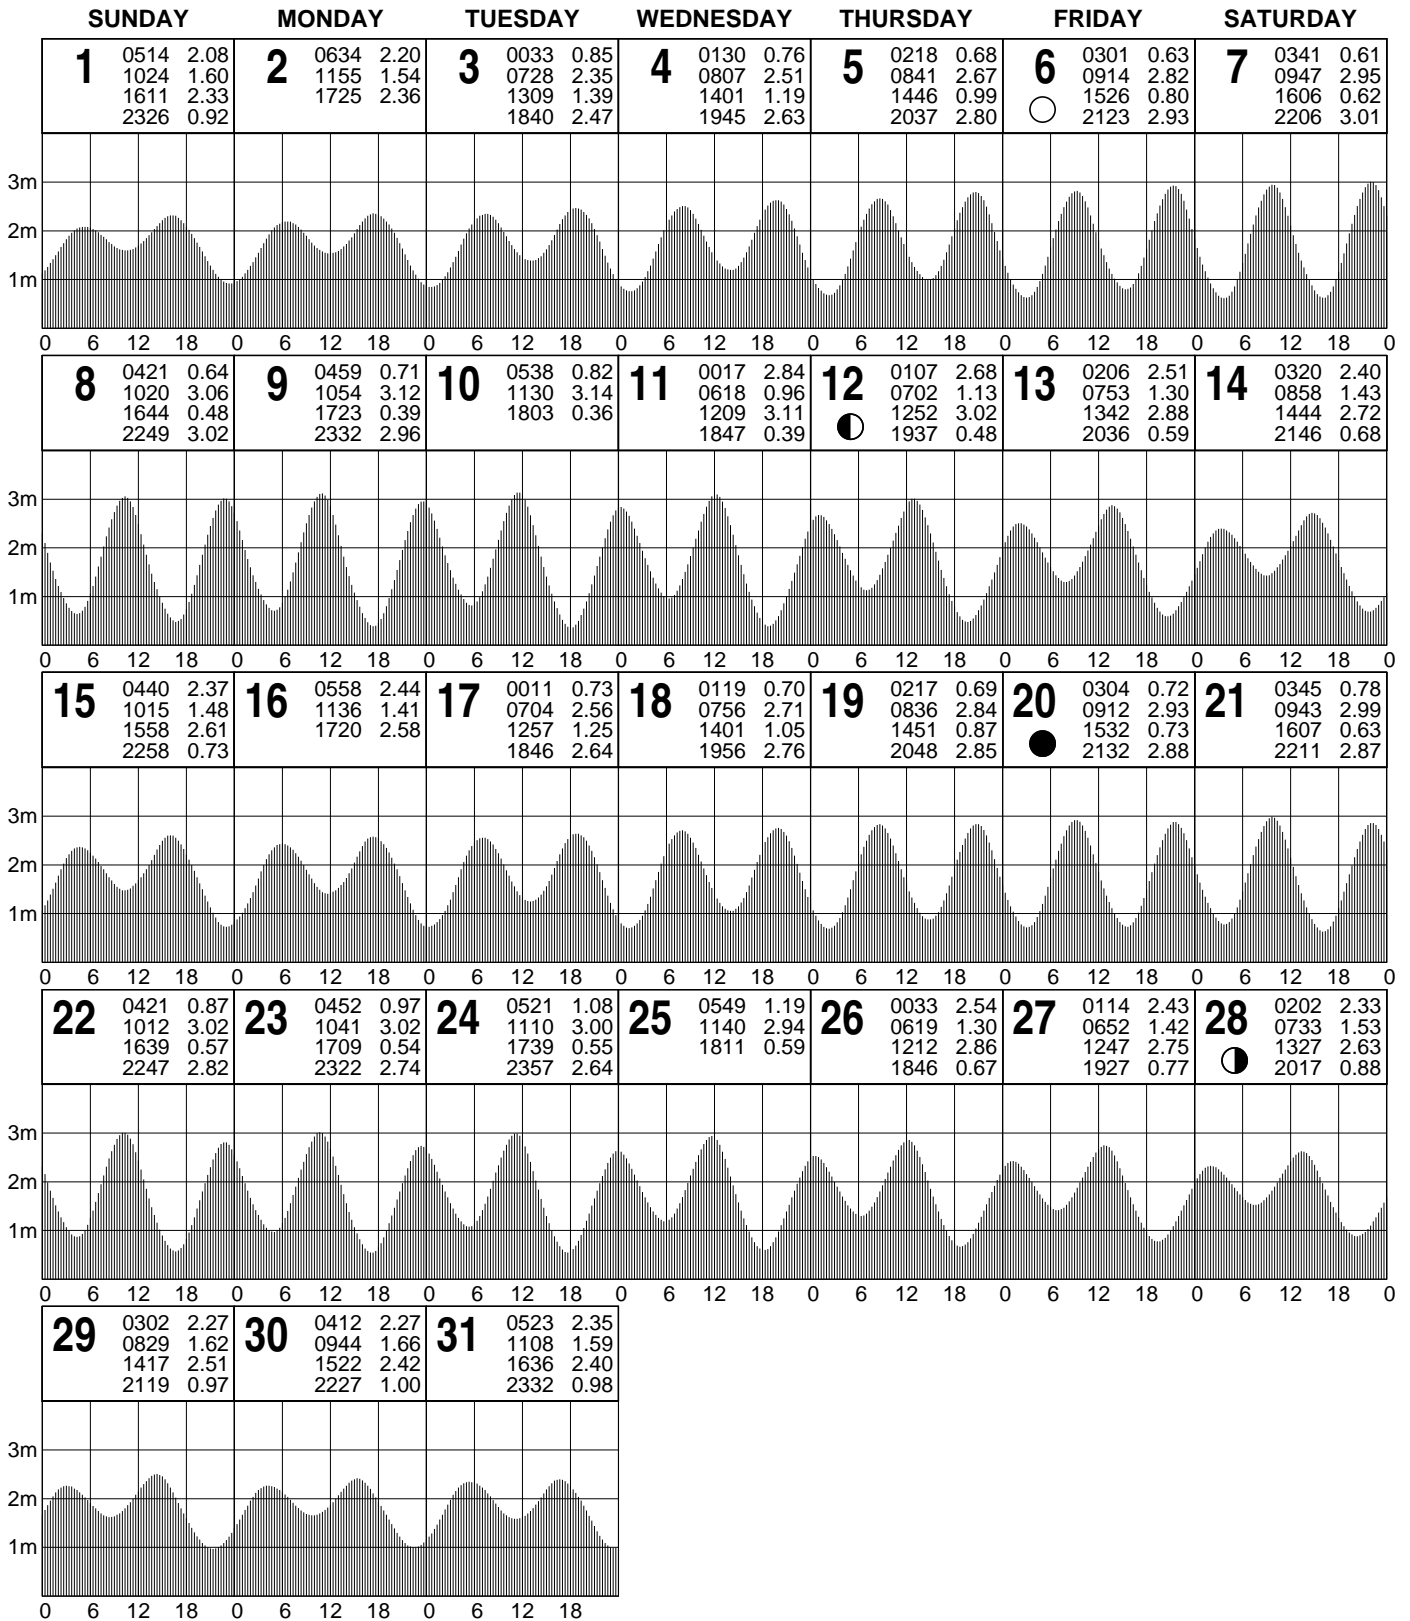 SUNDAY MONDAY TUESDAY WEDNESDAY THURSDAY FRIDAY SATURDAY
1 0514 2.08
1024 1.60
1611 2.33
2326 0.92
2 0634 2.20
1155 1.54
1725 2.36
3 0033 0.85
0728 2.35
1309 1.39
1840 2.47
4 0130 0.76
0807 2.51
1401 1.19
1945 2.63
5 0218 0.68
0841 2.67
1446 0.99
2037 2.80
6 0301 0.63
0914 2.82
1526 0.80
2123 2.93
7 0341 0.61
0947 2.95
1606 0.62
2206 3.01
3m
2m
1m
0 6 12 18 0 6 12 18 0 6 12 18 0 6 12 18 0 6 12 18 0 6 12 18 0 6 12 18 0
8 0421 0.64
1020 3.06
1644 0.48
2249 3.02
9 0459 0.71
1054 3.12
1723 0.39
2332 2.96
10 0538 0.82
1130 3.14
1803 0.36
11 0017 2.84
0618 0.96
1209 3.11
1847 0.39
12 0107 2.68
0702 1.13
1252 3.02
1937 0.48
13 0206 2.51
0753 1.30
1342 2.88
2036 0.59
14 0320 2.40
0858 1.43
1444 2.72
2146 0.68
3m
2m
1m
0 6 12 18 0 6 12 18 0 6 12 18 0 6 12 18 0 6 12 18 0 6 12 18 0 6 12 18 0
15 0440 2.37
1015 1.48
1558 2.61
2258 0.73
16 0558 2.44
1136 1.41
1720 2.58
17 0011 0.73
0704 2.56
1257 1.25
1846 2.64
18 0119 0.70
0756 2.71
1401 1.05
1956 2.76
19 0217 0.69
0836 2.84
1451 0.87
2048 2.85
20 0304 0.72
0912 2.93
1532 0.73
2132 2.88
21 0345 0.78
0943 2.99
1607 0.63
2211 2.87
3m
2m
1m
0 6 12 18 0 6 12 18 0 6 12 18 0 6 12 18 0 6 12 18 0 6 12 18 0 6 12 18 0
22 0421 0.87
1012 3.02
1639 0.57
2247 2.82
23 0452 0.97
1041 3.02
1709 0.54
2322 2.74
24 0521 1.08
1110 3.00
1739 0.55
2357 2.64
25 0549 1.19
1140 2.94
1811 0.59
26 0033 2.54
0619 1.30
1212 2.86
1846 0.67
27 0114 2.43
0652 1.42
1247 2.75
1927 0.77
28 0202 2.33
0733 1.53
1327 2.63
2017 0.88
3m
2m
1m
0 6 12 18 0 6 12 18 0 6 12 18 0 6 12 18 0 6 12 18 0 6 12 18 0 6 12 18 0
29 0302 2.27
0829 1.62
1417 2.51
2119 0.97
30 0412 2.27
0944 1.66
1522 2.42
2227 1.00
31 0523 2.35
1108 1.59
1636 2.40
2332 0.98
3m
2m
1m
0 6 12 18 0 6 12 18 0 6 12 18